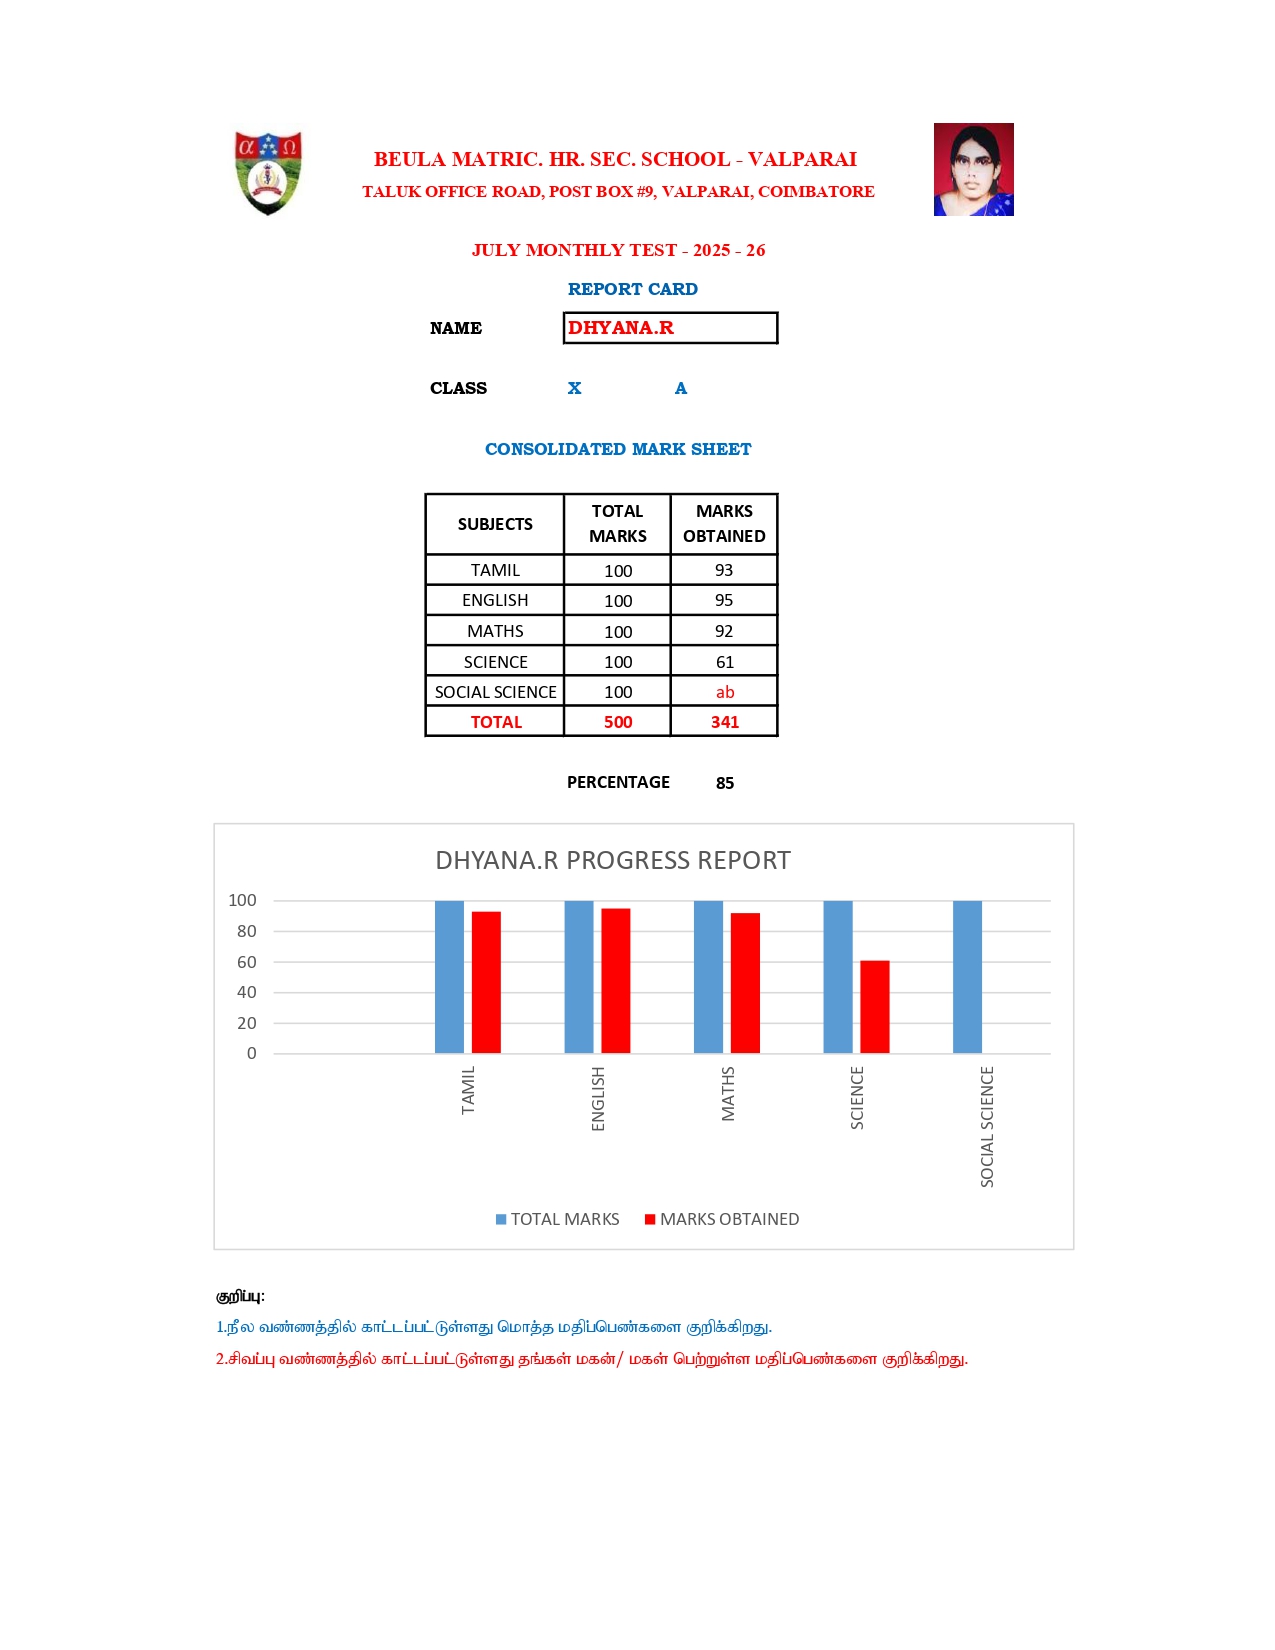 BEULA MATRIC. HR. SEC. SCHOOL - VALPARAI
TALUK OFFICE ROAD, POST BOX #9, VALPARAI, COIMBATORE
JULY MONTHLY TEST - 2025 - 26
REPORT CARD
NAME DHYANA.R
CLASS X A
CONSOLIDATED MARK SHEET
SUBJECTS TOTAL MARKS MARKS OBTAINED
TAMIL 100 93
ENGLISH 100 95
MATHS 100 92
SCIENCE 100 61
SOCIAL SCIENCE 100 ab
TOTAL 500 341
PERCENTAGE 85
DHYANA.R PROGRESS REPORT
100
80
60
40
20
0
TAMIL ENGLISH MATHS SCIENCE SOCIAL SCIENCE
TOTAL MARKS MARKS OBTAINED
குறிப்பு:
1.நீல வண்ணத்தில் காட்டப்பட்டுள்ளது மொத்த மதிப்பெண்களை குறிக்கிறது.
2.சிவப்பு வண்ணத்தில் காட்டப்பட்டுள்ளது தங்கள் மகன்/ மகள் பெற்றுள்ள மதிப்பெண்களை குறிக்கிறது.
α Ω